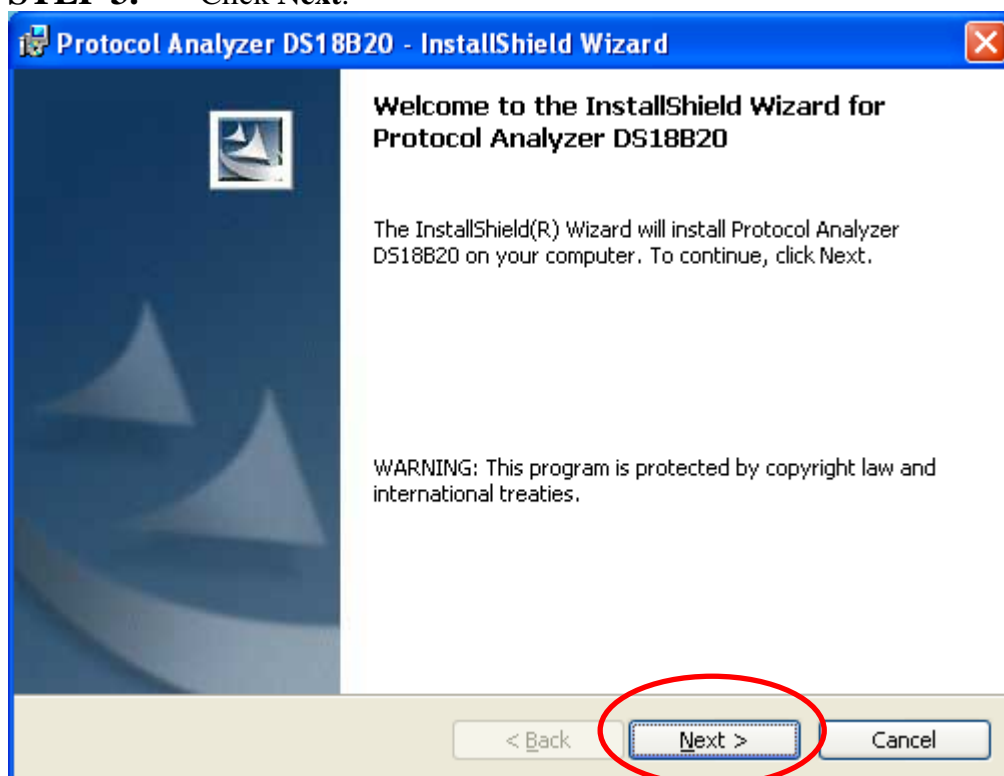 STEP 3. Click Next.
Protocol Analyzer DS18B20 - InstallShield Wizard
Welcome to the InstallShield Wizard for
Protocol Analyzer DS18B20
The InstallShield(R) Wizard will install Protocol Analyzer
DS18B20 on your computer. To continue, click Next.
WARNING: This program is protected by copyright law and
international treaties.
< Back Next > Cancel